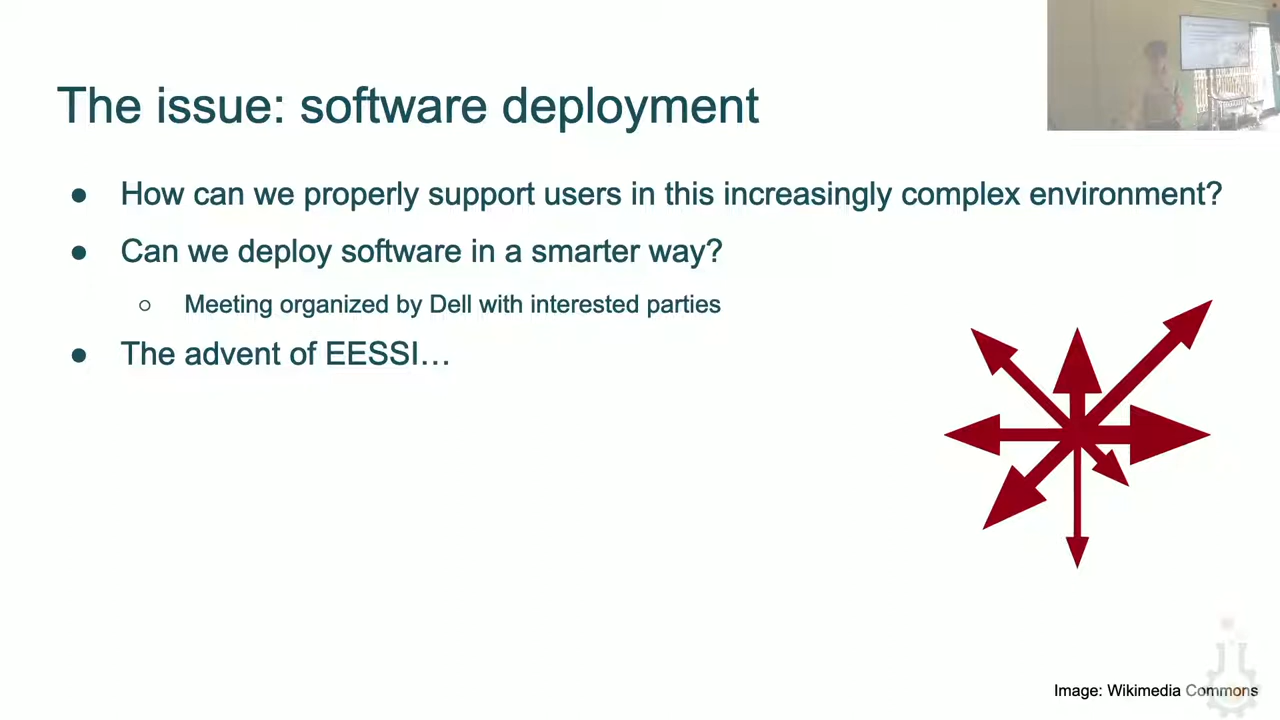 The issue: software deployment
● How can we properly support users in this increasingly complex environment?
● Can we deploy software in a smarter way?
○ Meeting organized by Dell with interested parties
● The advent of EESSI…
Image: Wikimedia Commons